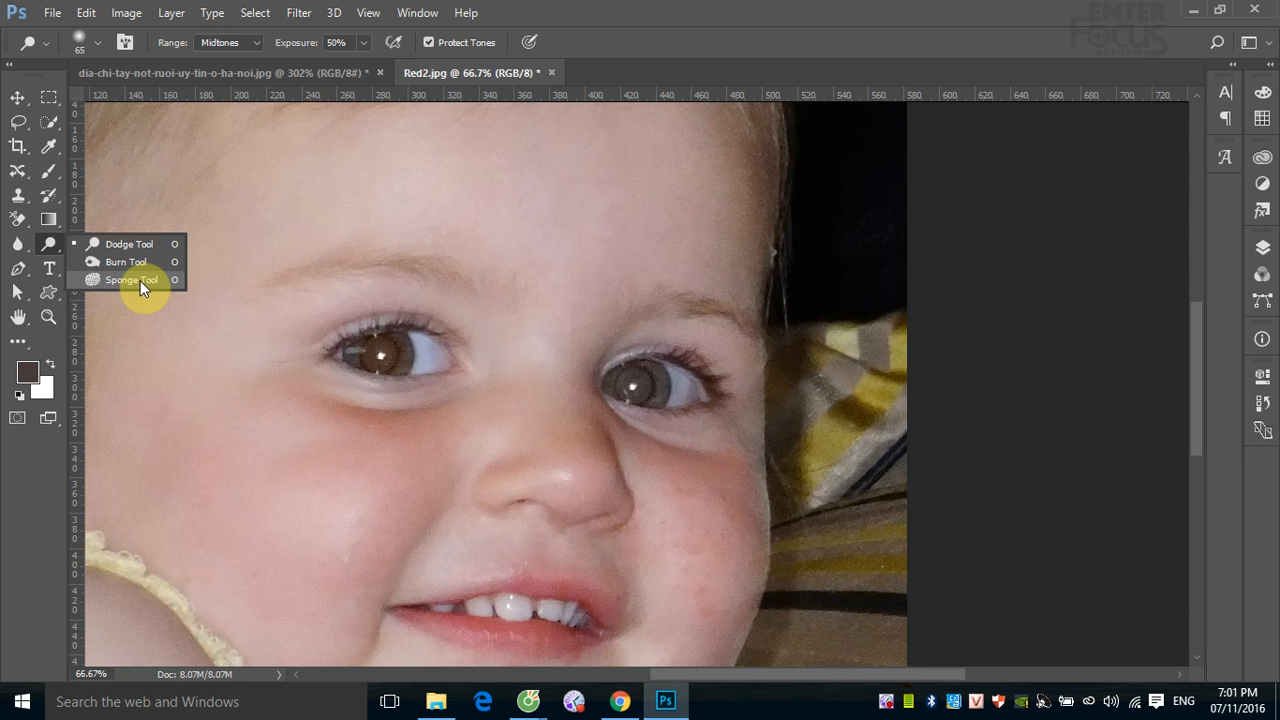 Ps File Edit Image Layer Type Select Filter 3D View Window Help
ENTER
FOCUS
65 Range: Midtones Exposure: 50% Protect Tones
dia-chi-tay-not-ruoi-uy-tin-o-ha-noi.jpg @ 302% (RGB/8#) * Red2.jpg @ 66.7% (RGB/8) *
120 140 160 180 200 220 240 260 280 300 320 340 360 380 400 420 440 460 480 500 520 540 560 580 600 620 640 660 680 700 720
Dodge Tool O
Burn Tool O
Sponge Tool O
66.67% Doc: 8.07M/8.07M
Search the web and Windows
Ps
ENG
7:01 PM
07/11/2016